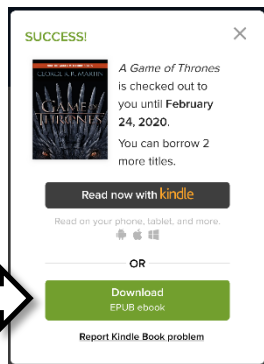 SUCCESS!
A Game of Thrones
is checked out to
you until February
24, 2020.
You can borrow 2
more titles.
GEORGE R. R. MARTIN
GAME OF
THRONES
Read now with kindle
Read on your phone, tablet, and more.
OR
Download
EPUB ebook
Report Kindle Book problem